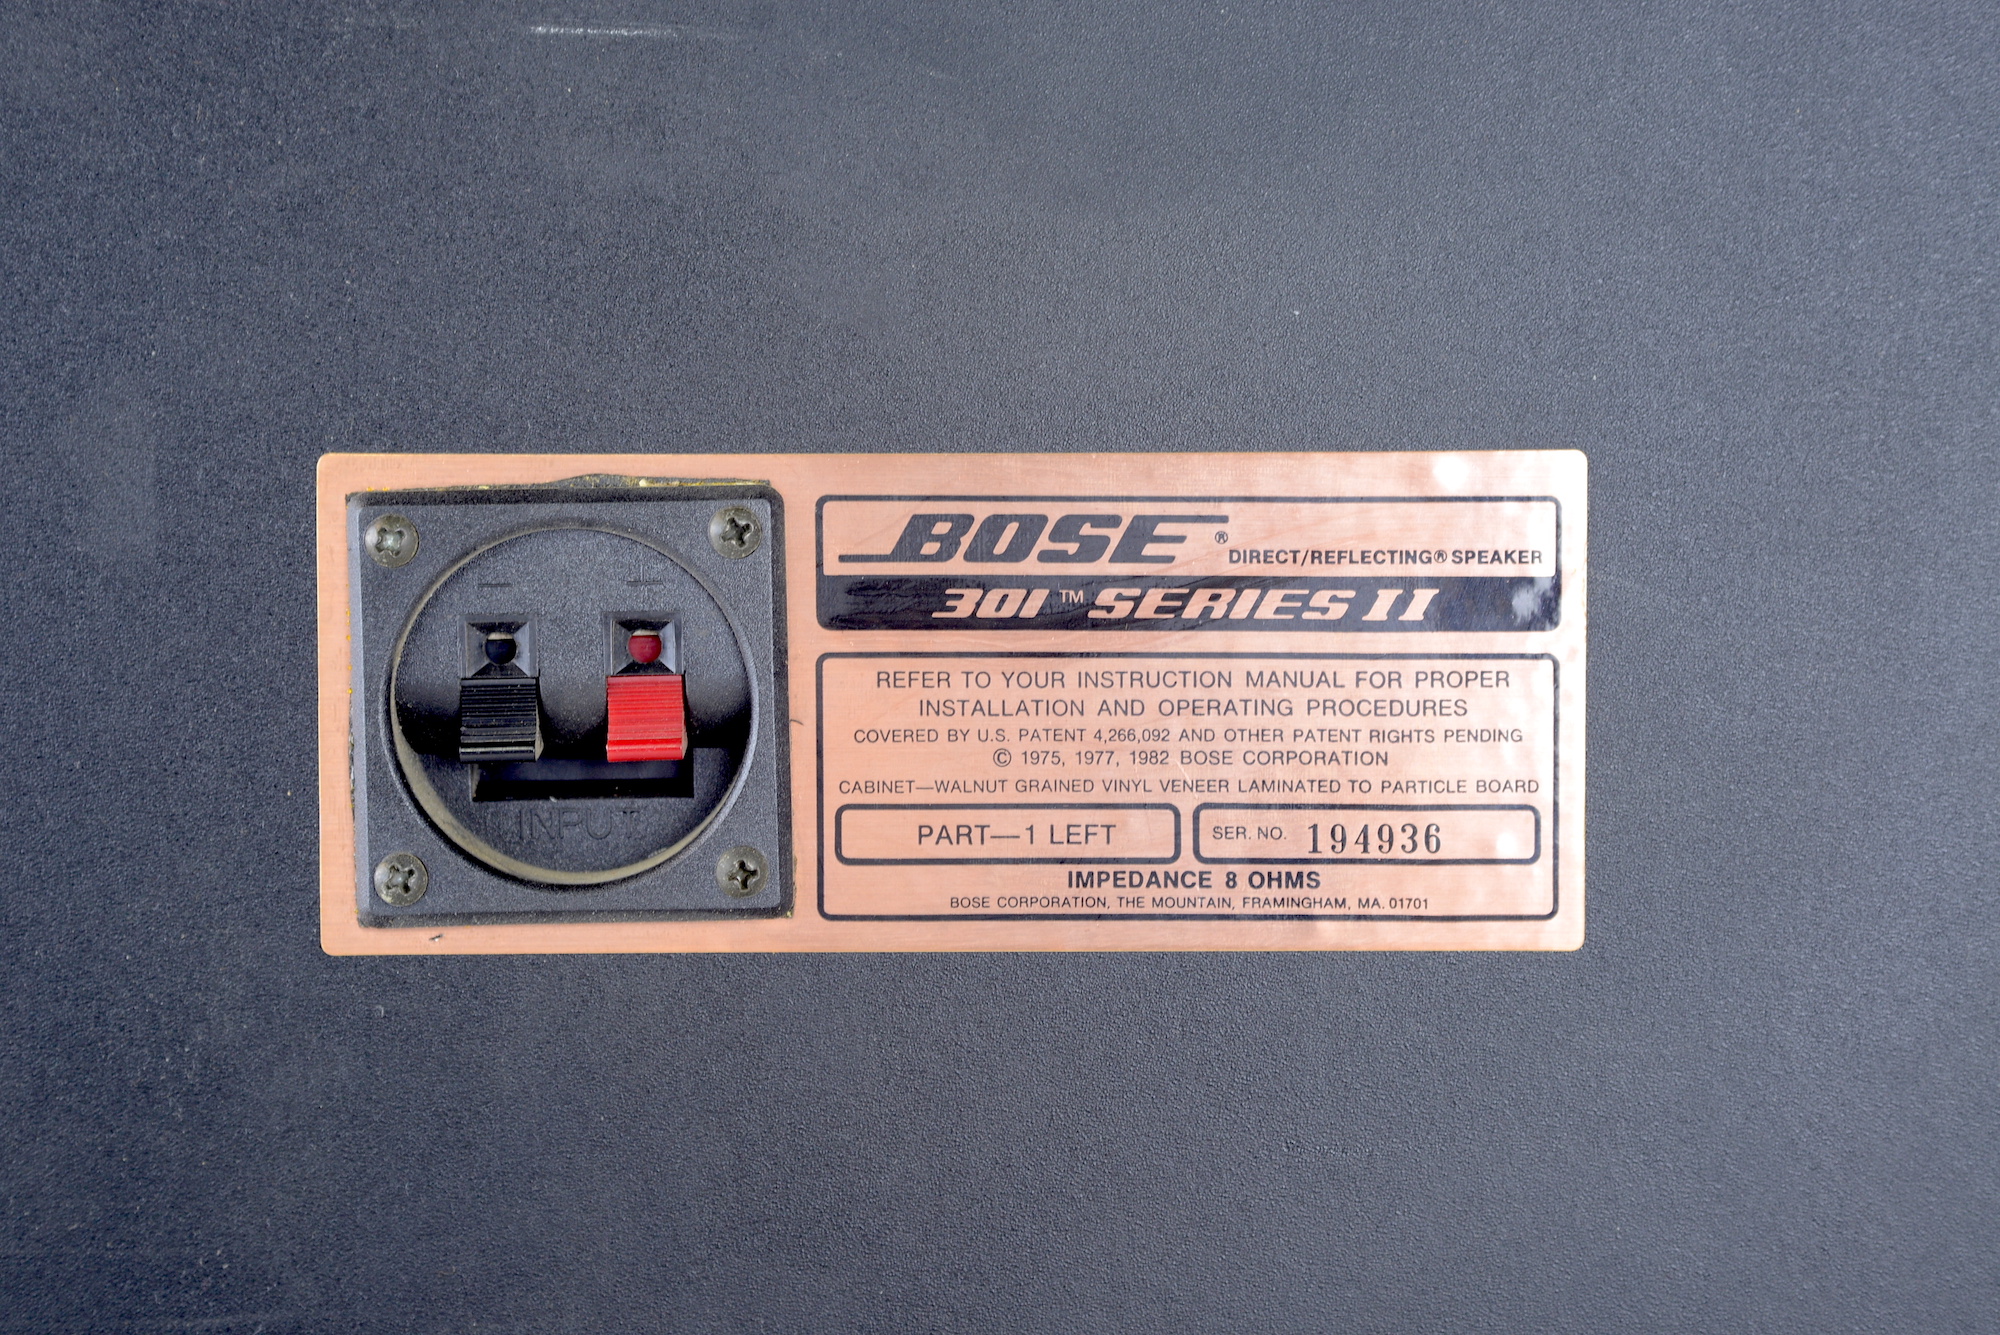 BOSE® DIRECT/REFLECTING® SPEAKER
301™ SERIES II
REFER TO YOUR INSTRUCTION MANUAL FOR PROPER
INSTALLATION AND OPERATING PROCEDURES
COVERED BY U.S. PATENT 4,266,092 AND OTHER PATENT RIGHTS PENDING
© 1975, 1977, 1982 BOSE CORPORATION
CABINET—WALNUT GRAINED VINYL VENEER LAMINATED TO PARTICLE BOARD
PART—1 LEFT
SER. NO. 194936
IMPEDANCE 8 OHMS
BOSE CORPORATION, THE MOUNTAIN, FRAMINGHAM, MA. 01701
INPUT